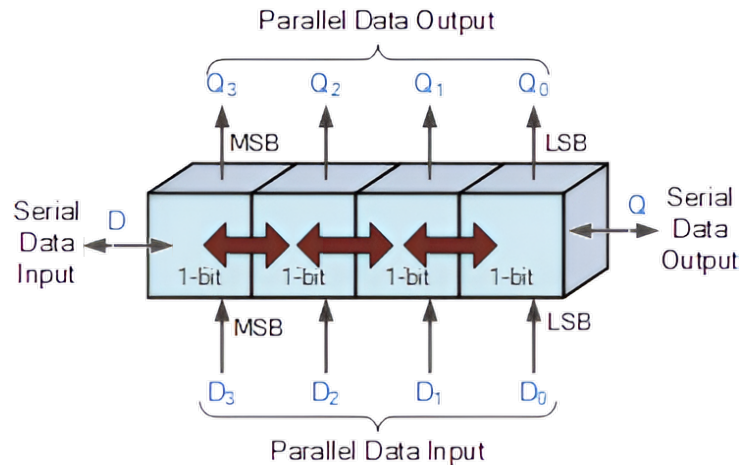 Parallel Data Output
Q₃ Q₂ Q₁ Q₀
MSB LSB
Serial Data Input
D
Q
Serial Data Output
1-bit 1-bit 1-bit 1-bit
MSB LSB
D₃ D₂ D₁ D₀
Parallel Data Input